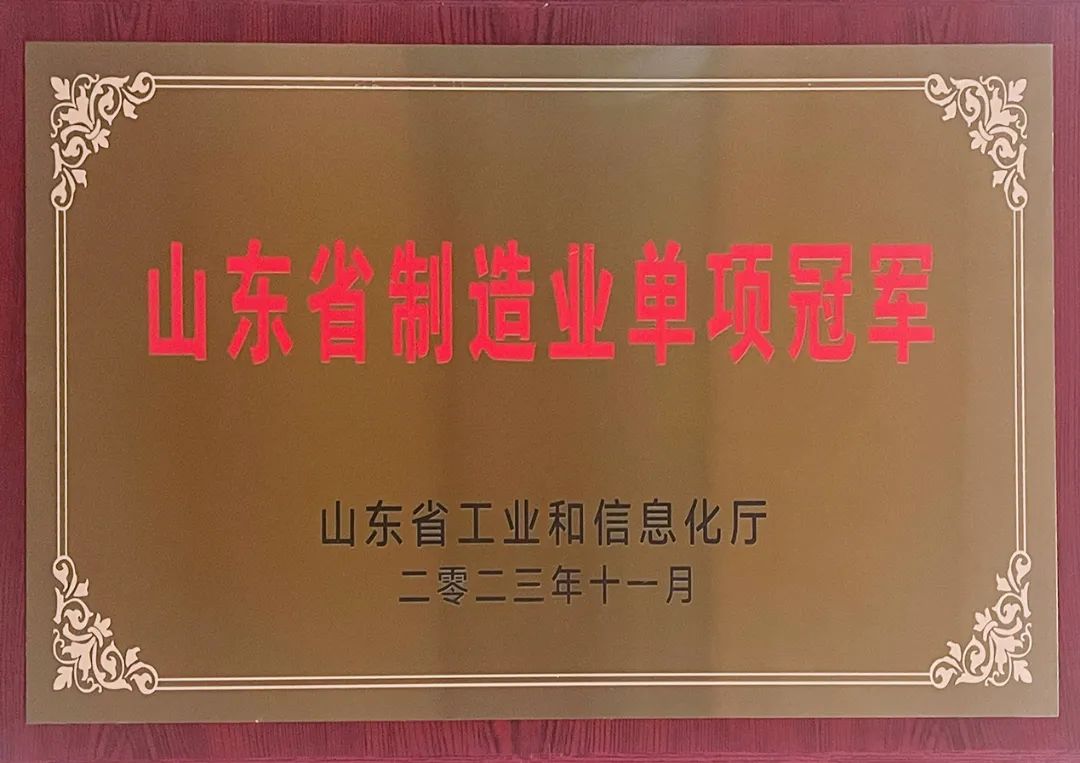 山东省制造业单项冠军
山东省工业和信息化厅
二零二三年十一月